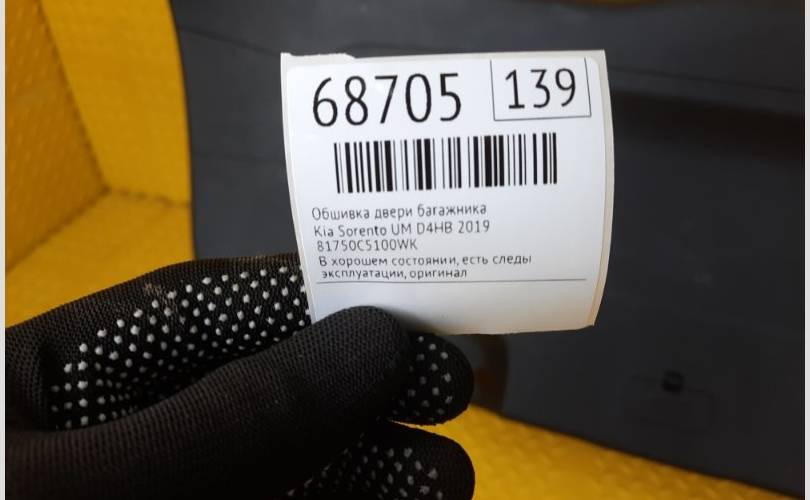 68705 139
Обшивка двери багажника
Kia Sorento UM D4HB 2019
81750C5100WK
В хорошем состоянии, есть следы
эксплуатации, оригинал